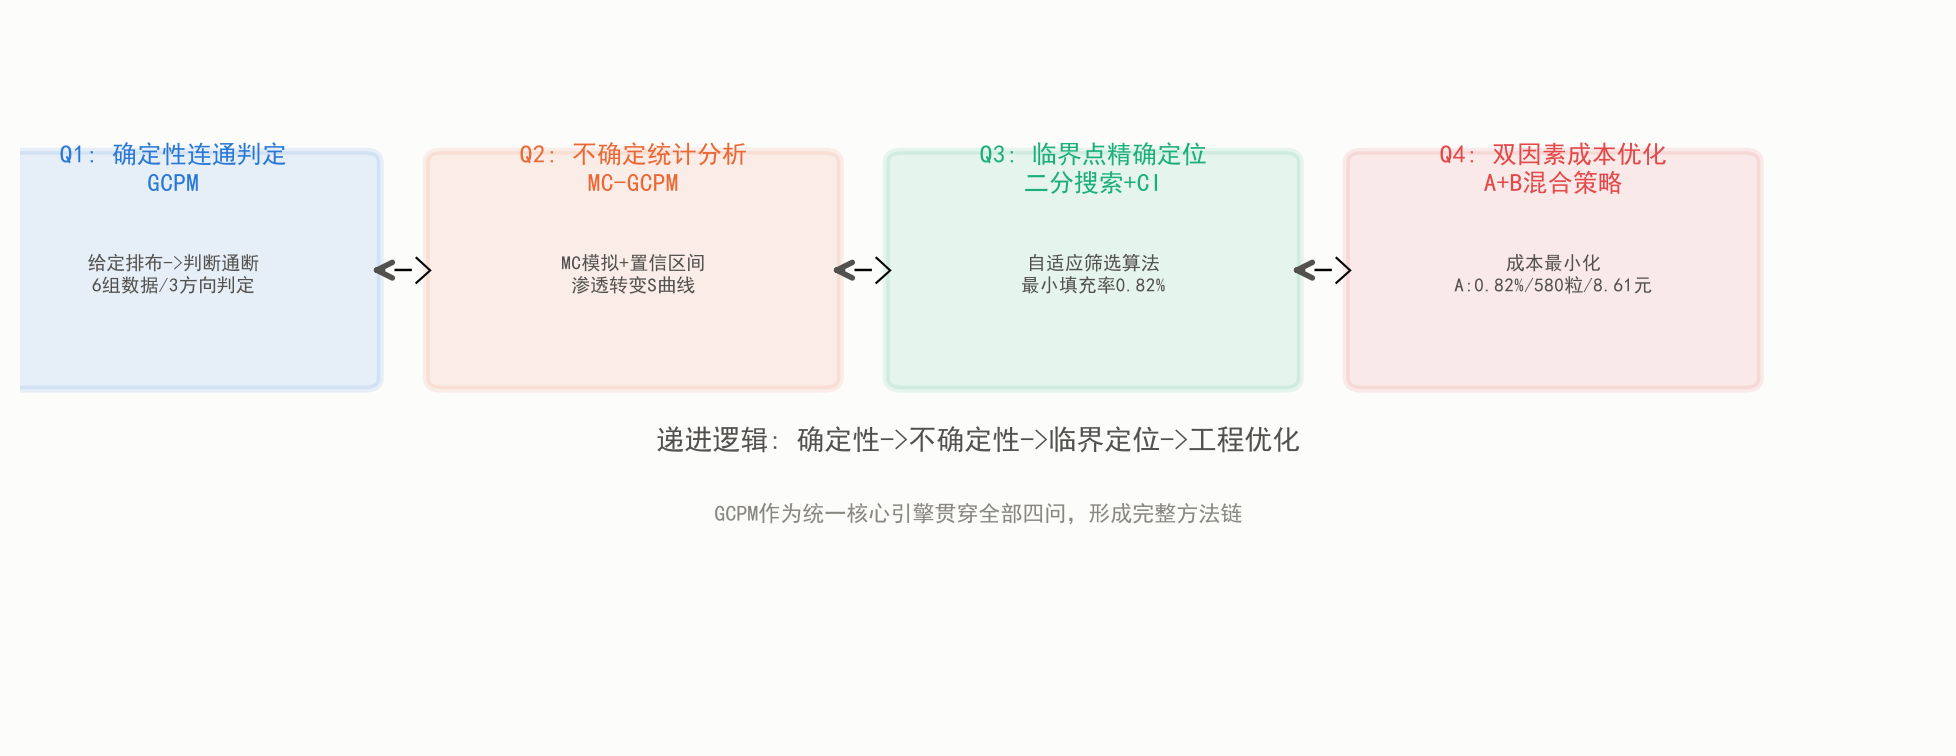 Q1: 确定性连通判定
GCPM
给定排布->判断通断
6组数据/3方向判定
Q2: 不确定统计分析
MC-GCPM
MC模拟+置信区间
渗透转变S曲线
Q3: 临界点精确定位
二分搜索+CI
自适应筛选算法
最小填充率0.82%
Q4: 双因素成本优化
A+B混合策略
成本最小化
A:0.82%/580粒/8.61元
递进逻辑: 确定性->不确定性->临界定位->工程优化
GCPM作为统一核心引擎贯穿全部四问，形成完整方法链